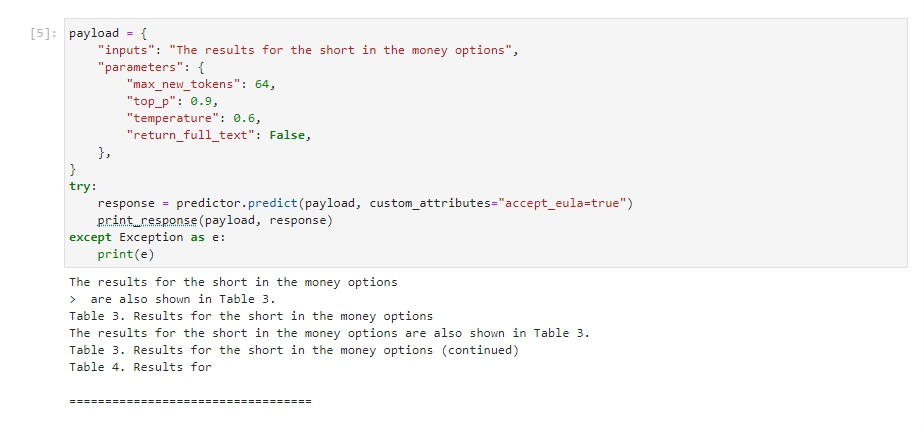 [5]: payload = {
    "inputs": "The results for the short in the money options",
    "parameters": {
        "max_new_tokens": 64,
        "top_p": 0.9,
        "temperature": 0.6,
        "return_full_text": False,
    },
}
try:
    response = predictor.predict(payload, custom_attributes="accept_eula=true")
    print_response(payload, response)
except Exception as e:
    print(e)
The results for the short in the money options
>  are also shown in Table 3.
Table 3. Results for the short in the money options
The results for the short in the money options are also shown in Table 3.
Table 3. Results for the short in the money options (continued)
Table 4. Results for
==================================